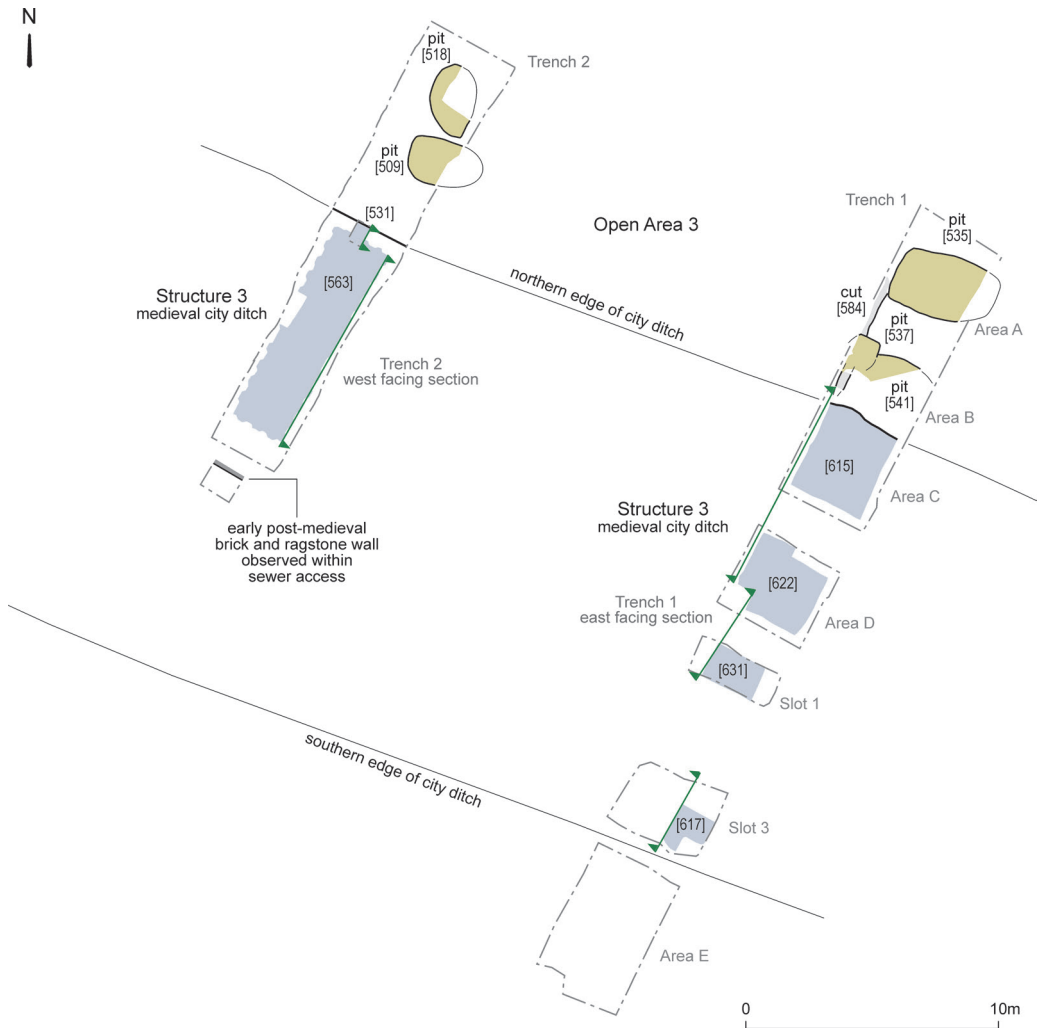 N
pit
[518]
Trench 2
pit
[509]
[531]
[563]
Structure 3
medieval city ditch
Trench 2
west facing section
early post-medieval
brick and ragstone wall
observed within
sewer access
Open Area 3
northern edge of city ditch
Trench 1
pit
[535]
cut
[584]
pit
[537]
Area A
pit
[541]
Area B
[615]
Area C
Structure 3
medieval city ditch
[622]
Trench 1
east facing section
Area D
[631]
Slot 1
southern edge of city ditch
[617]
Slot 3
Area E
0
10m